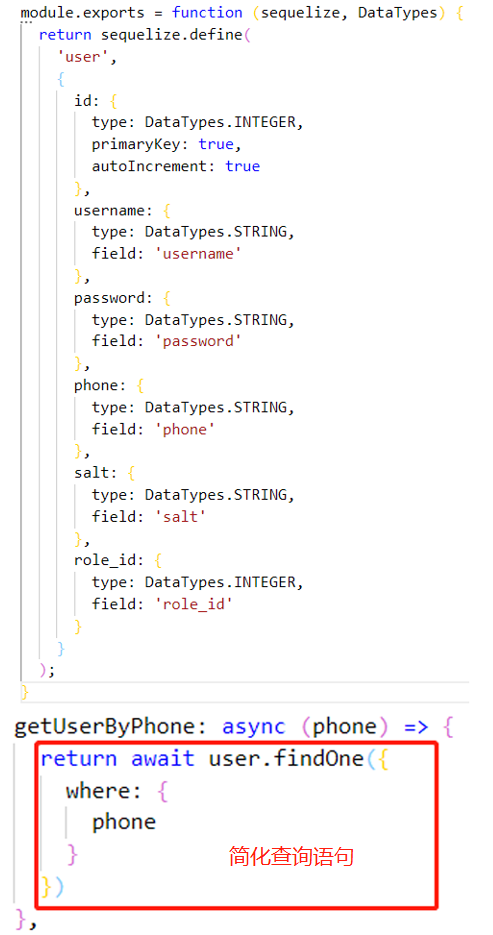 module.exports = function (sequelize, DataTypes) {
  return sequelize.define(
    'user',
    {
      id: {
        type: DataTypes.INTEGER,
        primaryKey: true,
        autoIncrement: true
      },
      username: {
        type: DataTypes.STRING,
        field: 'username'
      },
      password: {
        type: DataTypes.STRING,
        field: 'password'
      },
      phone: {
        type: DataTypes.STRING,
        field: 'phone'
      },
      salt: {
        type: DataTypes.STRING,
        field: 'salt'
      },
      role_id: {
        type: DataTypes.INTEGER,
        field: 'role_id'
      }
    }
  );
}
getUserByPhone: async (phone) => {
  return await user.findOne({
    where: {
      phone
    }
简化查询语句
  })
},